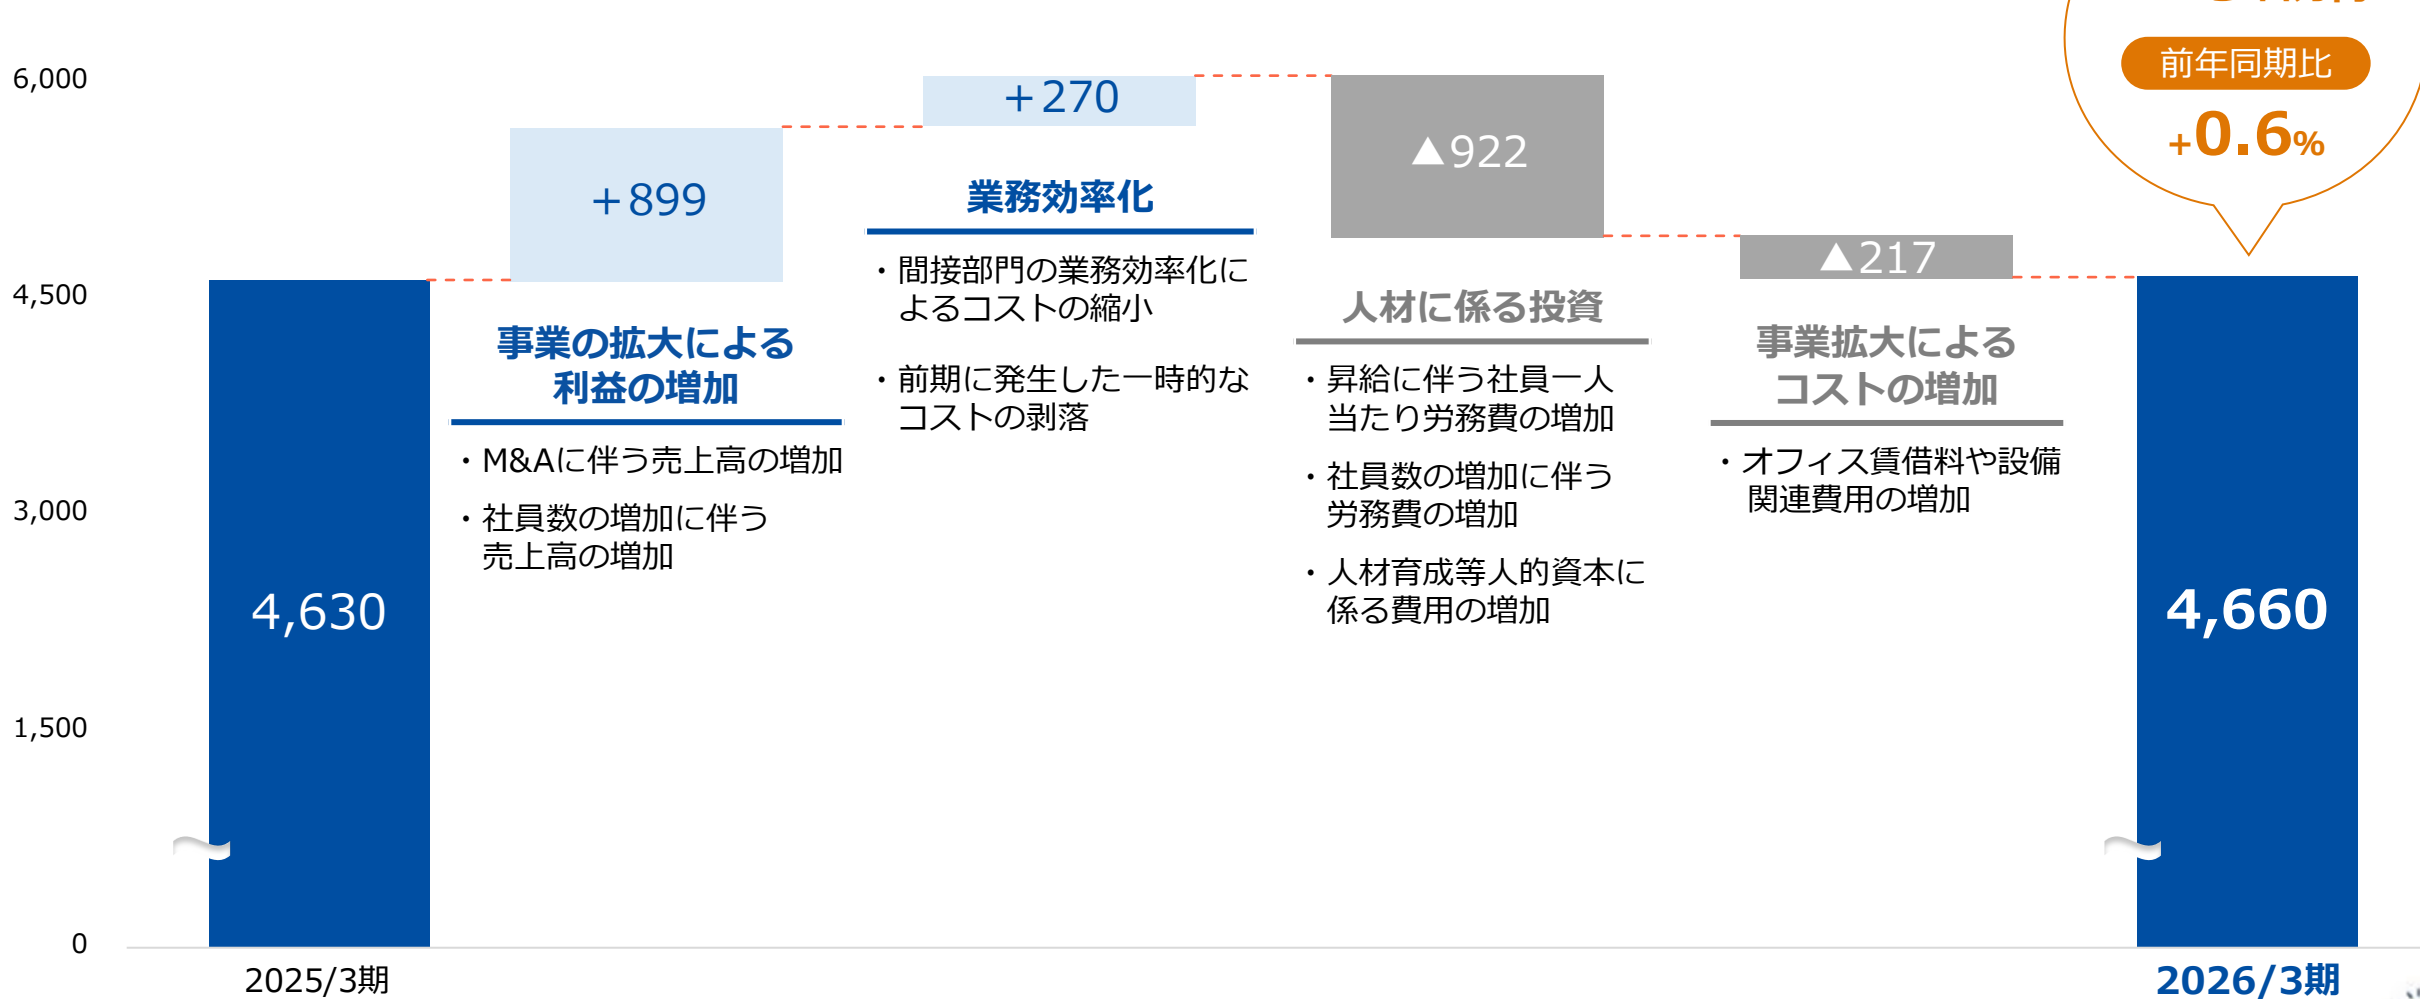 前年同期比
+0.6%
6,000
4,500
3,000
1,500
0
4,630
2025/3期
+899
事業の拡大による
利益の増加
・M&Aに伴う売上高の増加
・社員数の増加に伴う
売上高の増加
+270
業務効率化
・間接部門の業務効率化に
よるコストの縮小
・前期に発生した一時的な
コストの剥落
▲922
人材に係る投資
・昇給に伴う社員一人
当たり労務費の増加
・社員数の増加に伴う
労務費の増加
・人材育成等人的資本に
係る費用の増加
▲217
事業拡大による
コストの増加
・オフィス賃借料や設備
関連費用の増加
4,660
2026/3期